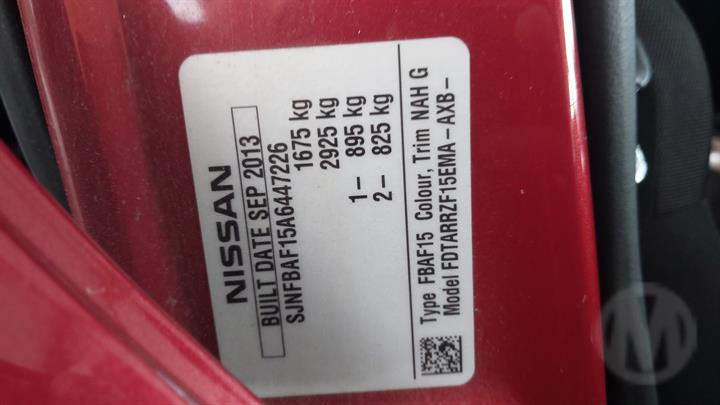 NISSAN
BUILT DATE SEP 2013
SJNFBAF15A6447226
1675 kg
2925 kg
1– 895 kg
2– 825 kg
Type FBAF15 Colour, Trim NAH G
Model FDTARRZF15EMA–AXB–
M